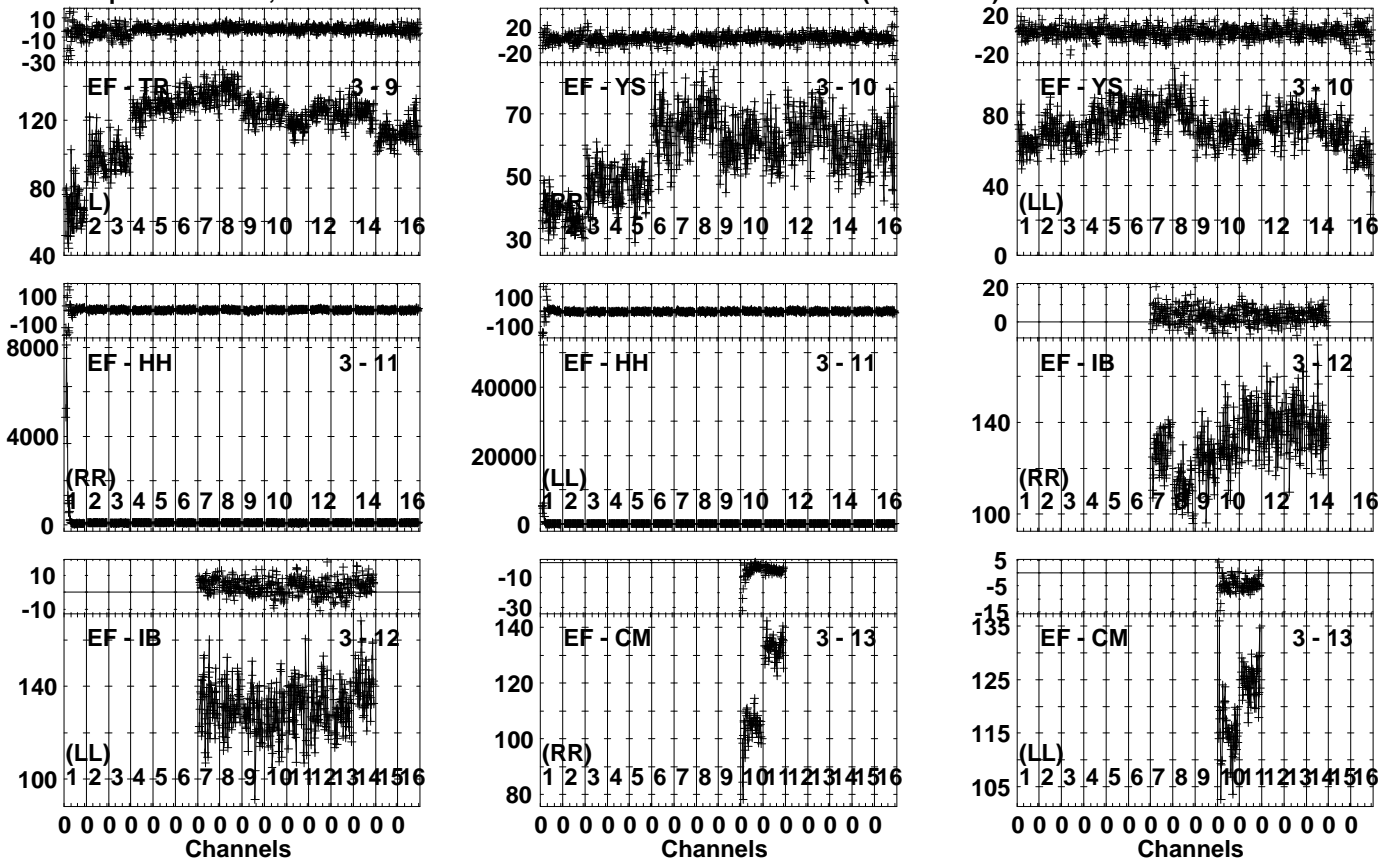 10 20 20
-10 -20 -20
-30
EF - TR 3 - 9 EF - YS 3 - 10 EF - YS 3 - 10
120 70 80
80 50 40
L) (RR) (LL)
2 3 4 5 6 7 8 9 10 12 14 16 2 3 4 5 6 7 8 9 10 12 14 16 1 2 3 4 5 6 7 8 9 10 12 14 16
40 30 0
100 100 20
-100 -100 0
8000 EF - HH 3 - 11 EF - HH 3 - 11 EF - IB 3 - 12
4000 40000 140
20000
(RR) (LL) (RR)
1 2 3 4 5 6 7 8 9 10 12 14 16 1 2 3 4 5 6 7 8 9 10 12 14 16 1 2 3 4 5 6 7 8 9 10 12 14 16
0 0 100
10 -10 5
-10 -30 -5
-15
EF - IB 3 - 12 EF - CM 3 - 13 EF - CM 3 - 13
140 140 135
120 125
100 100 115
80 105
(LL) (RR) (LL)
1 2 3 4 5 6 7 8 9 10 11 12 13 14 15 16 1 2 3 4 5 6 7 8 9 10 11 12 13 14 15 16 1 2 3 4 5 6 7 8 9 10 11 12 13 14 15 16
0 0 0 0 0 0 0 0 0 0 0 0 0 0 0 0 0 0 0 0 0 0 0 0 0 0 0 0 0 0 0 0 0 0 0 0 0 0 0 0 0 0 0 0 0 0 0 0
Channels Channels Channels